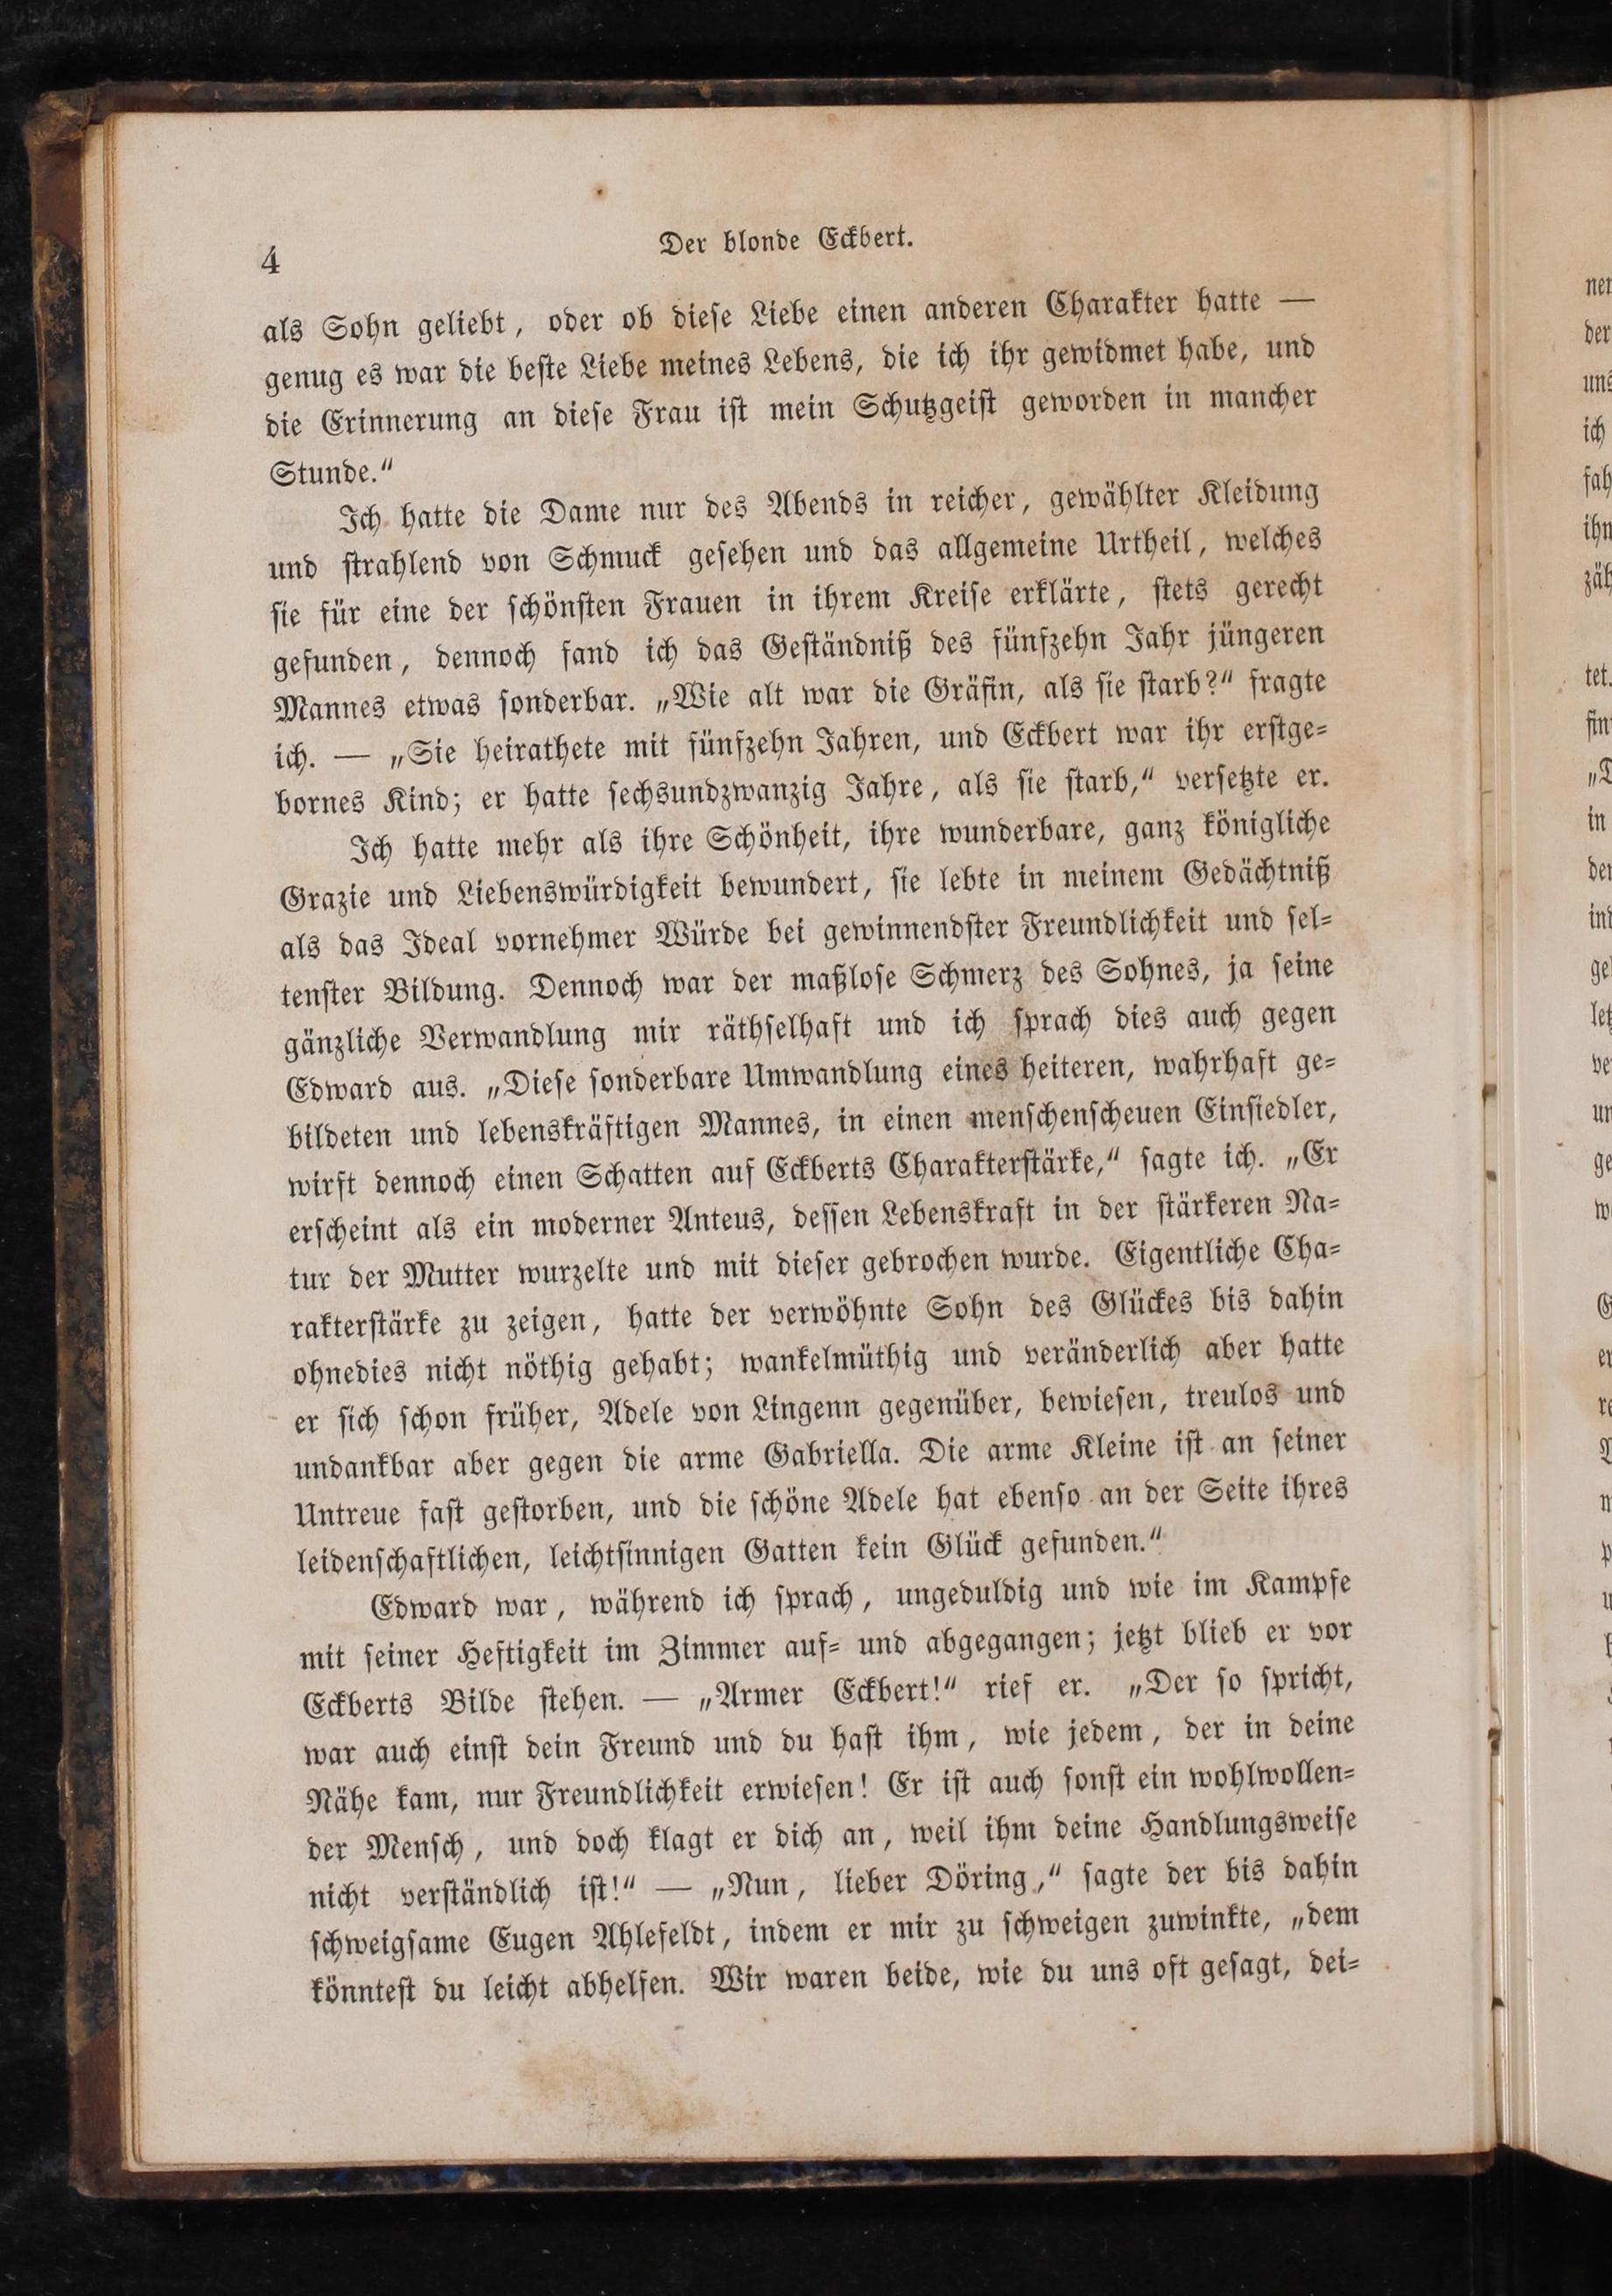 4
Der blonde Eckbert.
als Sohn geliebt, oder ob dieſe Liebe einen anderen Charakter hatte —
genug es war die beſte Liebe meines Lebens, die ich ihr gewidmet habe, und
die Erinnerung an dieſe Frau iſt mein Schutzgeiſt geworden in mancher
Stunde.“
Ich hatte die Dame nur des Abends in reicher, gewählter Kleidung
und ſtrahlend von Schmuck geſehen und das allgemeine Urtheil, welches
ſie für eine der ſchönſten Frauen in ihrem Kreiſe erklärte, ſtets gerecht
gefunden, dennoch fand ich das Geſtändniß des fünfzehn Jahr jüngeren
Mannes etwas ſonderbar. „Wie alt war die Gräfin, als ſie ſtarb?“ fragte
ich. — „Sie heirathete mit fünfzehn Jahren, und Eckbert war ihr erſtge-
bornes Kind; er hatte ſechsundzwanzig Jahre, als ſie ſtarb,“ verſetzte er.
Ich hatte mehr als ihre Schönheit, ihre wunderbare, ganz königliche
Grazie und Liebenswürdigkeit bewundert, ſie lebte in meinem Gedächtniß
als das Ideal vornehmer Würde bei gewinnendſter Freundlichkeit und ſel-
tenſter Bildung. Dennoch war der maßloſe Schmerz des Sohnes, ja ſeine
gänzliche Verwandlung mir räthſelhaft und ich ſprach dies auch gegen
Edward aus. „Dieſe ſonderbare Umwandlung eines heiteren, wahrhaft ge-
bildeten und lebenskräftigen Mannes, in einen menſchenſcheuen Einſiedler,
wirft dennoch einen Schatten auf Eckberts Charakterſtärke,“ ſagte ich. „Er
erſcheint als ein moderner Anteus, deſſen Lebenskraft in der ſtärkeren Na-
tur der Mutter wurzelte und mit dieſer gebrochen wurde. Eigentliche Cha-
rakterſtärke zu zeigen, hatte der verwöhnte Sohn des Glückes bis dahin
ohnedies nicht nöthig gehabt; wankelmüthig und veränderlich aber hatte
er ſich ſchon früher, Adele von Lingenn gegenüber, bewieſen, treulos und
undankbar aber gegen die arme Gabriella. Die arme Kleine iſt an ſeiner
Untreue faſt geſtorben, und die ſchöne Adele hat ebenſo an der Seite ihres
leidenſchaftlichen, leichtſinnigen Gatten kein Glück gefunden.“
Edward war, während ich ſprach, ungeduldig und wie im Kampfe
mit ſeiner Heftigkeit im Zimmer auf- und abgegangen; jetzt blieb er vor
Eckberts Bilde ſtehen. — „Armer Eckbert!“ rief er. „Der ſo ſpricht,
war auch einſt dein Freund und du haſt ihm, wie jedem, der in deine
Nähe kam, nur Freundlichkeit erwieſen! Er iſt auch ſonſt ein wohlwollen-
der Menſch, und doch klagt er dich an, weil ihm deine Handlungsweiſe
nicht verſtändlich iſt!“ — „Nun, lieber Döring,“ ſagte der bis dahin
ſchweigſame Eugen Ahlefeldt, indem er mir zu ſchweigen zuwinkte, „dem
könnteſt du leicht abhelfen. Wir waren beide, wie du uns oft geſagt, dei-